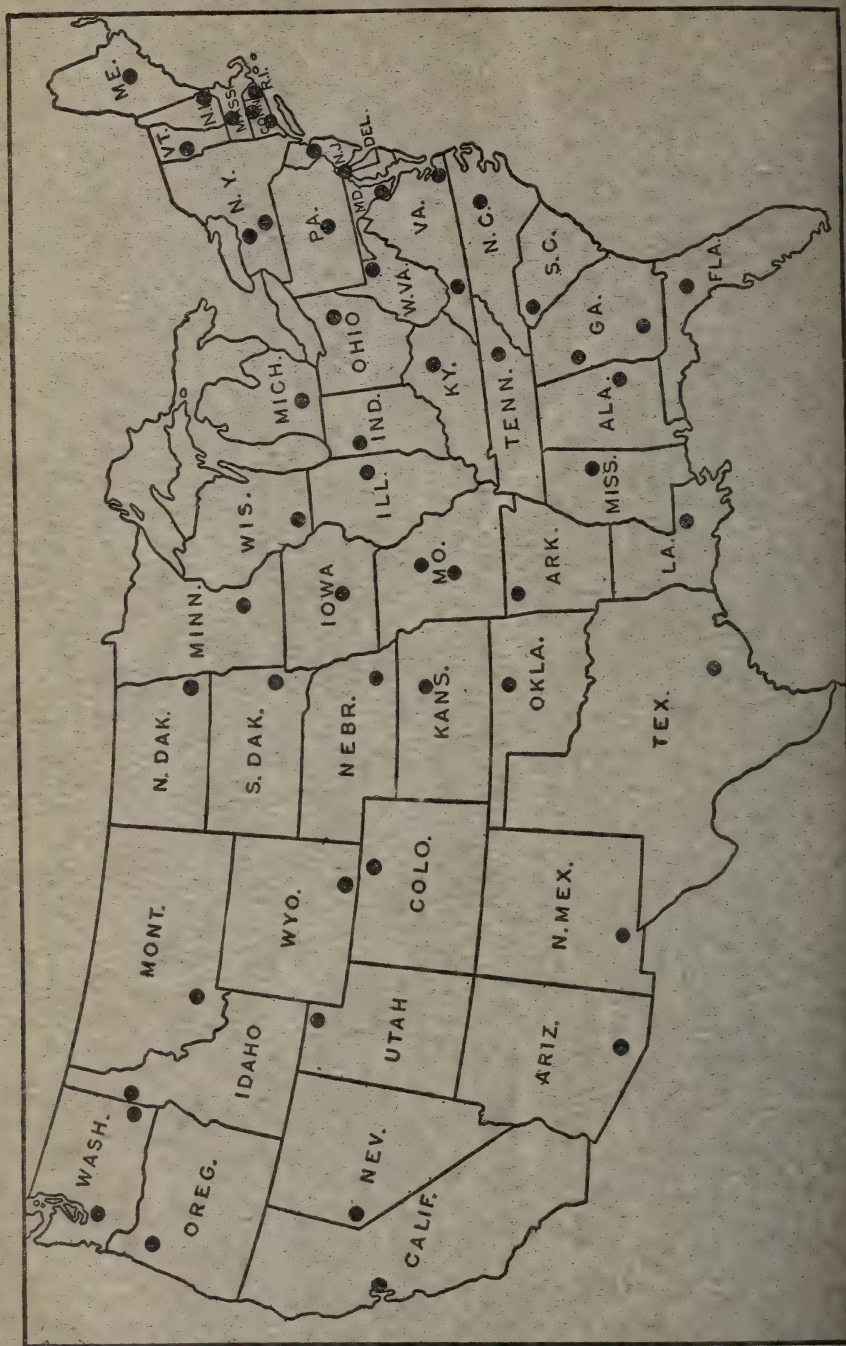 WASH.
OREG.
CALIF.
NEV.
IDAHO
MONT.
WYO.
UTAH
ARIZ.
COLO.
N. MEX.
N. DAK.
S. DAK.
NEBR.
KANS.
OKLA.
TEX.
MINN.
IOWA
MO.
ARK.
LA.
WIS.
ILL.
MICH.
IND.
OHIO
KY.
TENN.
MISS.
ALA.
GA.
FLA.
S.C.
N.C.
VA.
W.VA.
MD.
DEL.
N.J.
PA.
N.Y.
VT.
N.H.
ME.
MASS.
CONN.
R.I.